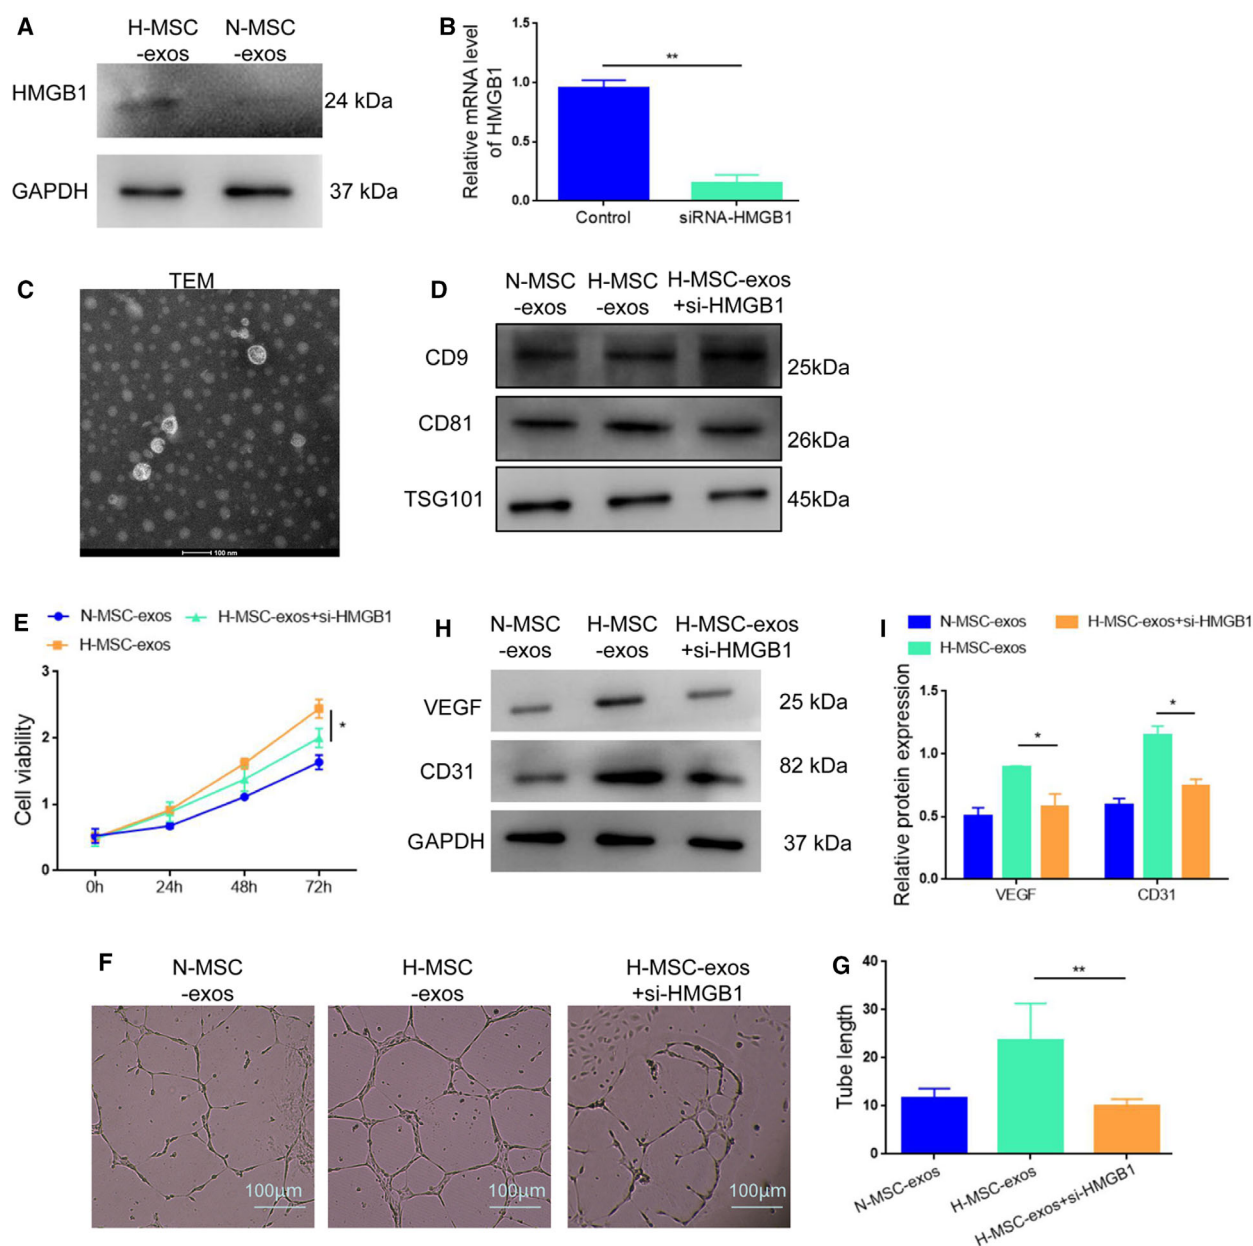 A
H-MSC
-exos
N-MSC
-exos
HMGB1
24 kDa
GAPDH
37 kDa
B
Relative mRNA level
of HMGB1
1.5
1.0
0.5
0.0
**
Control
siRNA-HMGB1
C
TEM
100 nm
D
N-MSC
-exos
H-MSC
-exos
H-MSC-exos
+si-HMGB1
CD9
25kDa
CD81
26kDa
TSG101
45kDa
E
N-MSC-exos
H-MSC-exos+si-HMGB1
H-MSC-exos
Cell viability
3
2
1
0
*
0h
24h
48h
72h
H
N-MSC
-exos
H-MSC
-exos
H-MSC-exos
+si-HMGB1
VEGF
25 kDa
CD31
82 kDa
GAPDH
37 kDa
I
N-MSC-exos
H-MSC-exos+si-HMGB1
H-MSC-exos
Relative protein expression
1.5
1.0
0.5
0.0
*
*
VEGF
CD31
F
N-MSC
-exos
H-MSC
-exos
H-MSC-exos
+si-HMGB1
100μm
100μm
100μm
G
Tube length
40
30
20
10
0
**
N-MSC-exos
H-MSC-exos
H-MSC-exos+si-HMGB1